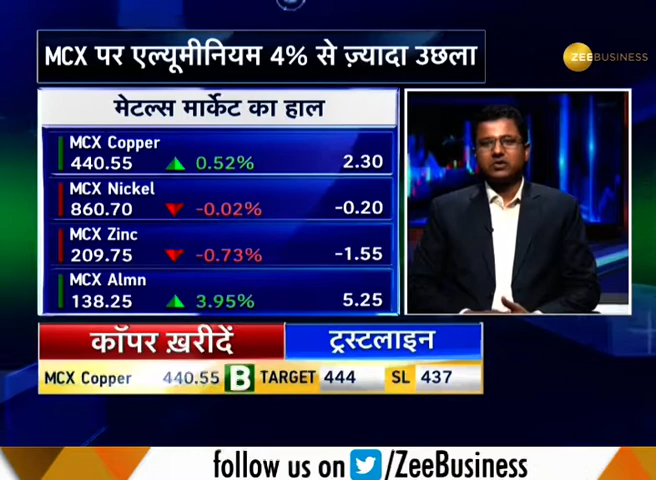 MCX पर एल्यूमीनियम 4% से ज़्यादा उछला
ZEE BUSINESS
मेटल्स मार्केट का हाल
MCX Copper
440.55 0.52% 2.30
MCX Nickel
860.70 -0.02% -0.20
MCX Zinc
209.75 -0.73% -1.55
MCX Almn
138.25 3.95% 5.25
कॉपर ख़रीदें ट्रस्टलाइन
MCX Copper 440.55 B TARGET 444 SL 437
follow us on /ZeeBusiness